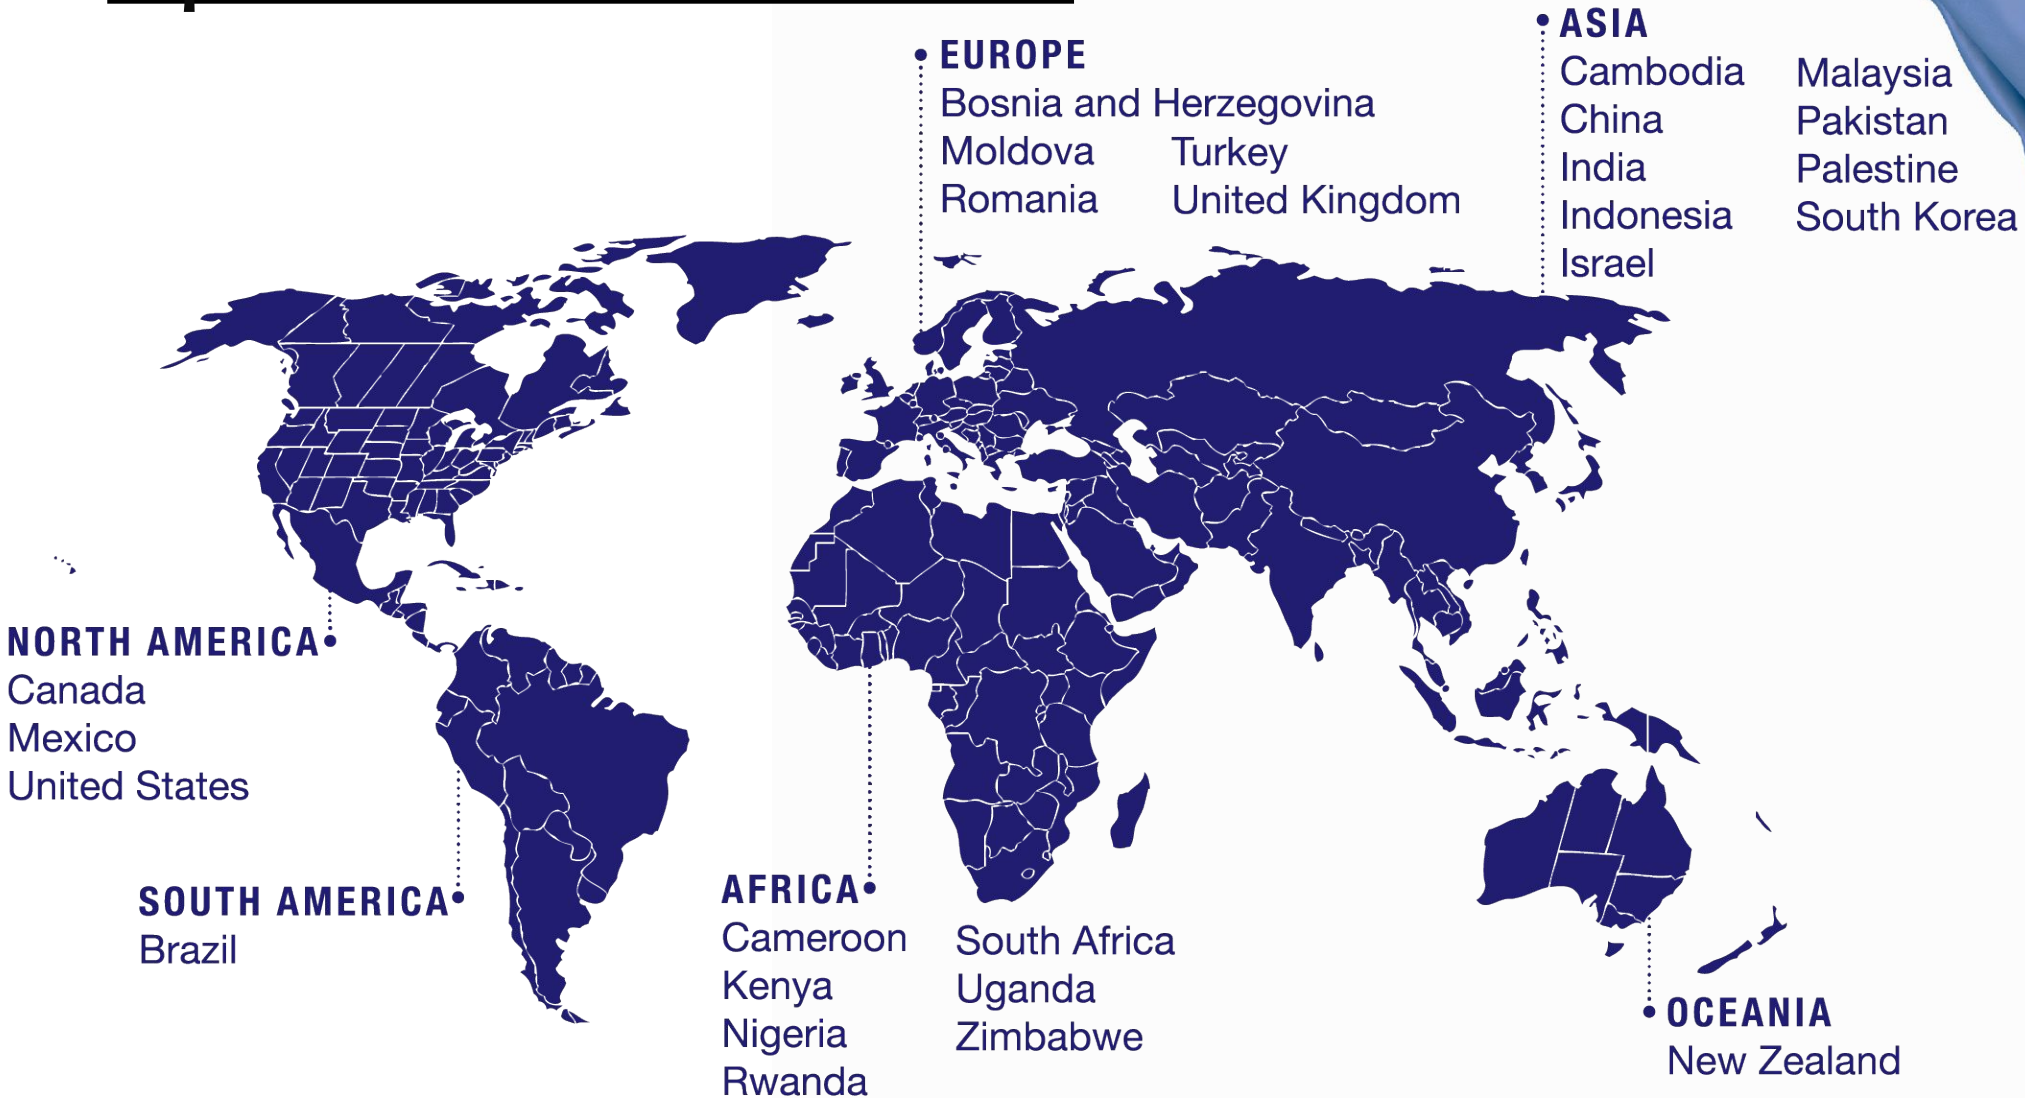 EUROPE
Bosnia and Herzegovina
Moldova Turkey
Romania United Kingdom
ASIA
Cambodia Malaysia
China Pakistan
India Palestine
Indonesia South Korea
Israel
NORTH AMERICA
Canada
Mexico
United States
SOUTH AMERICA
Brazil
AFRICA
Cameroon South Africa
Kenya Uganda
Nigeria Zimbabwe
Rwanda
OCEANIA
New Zealand